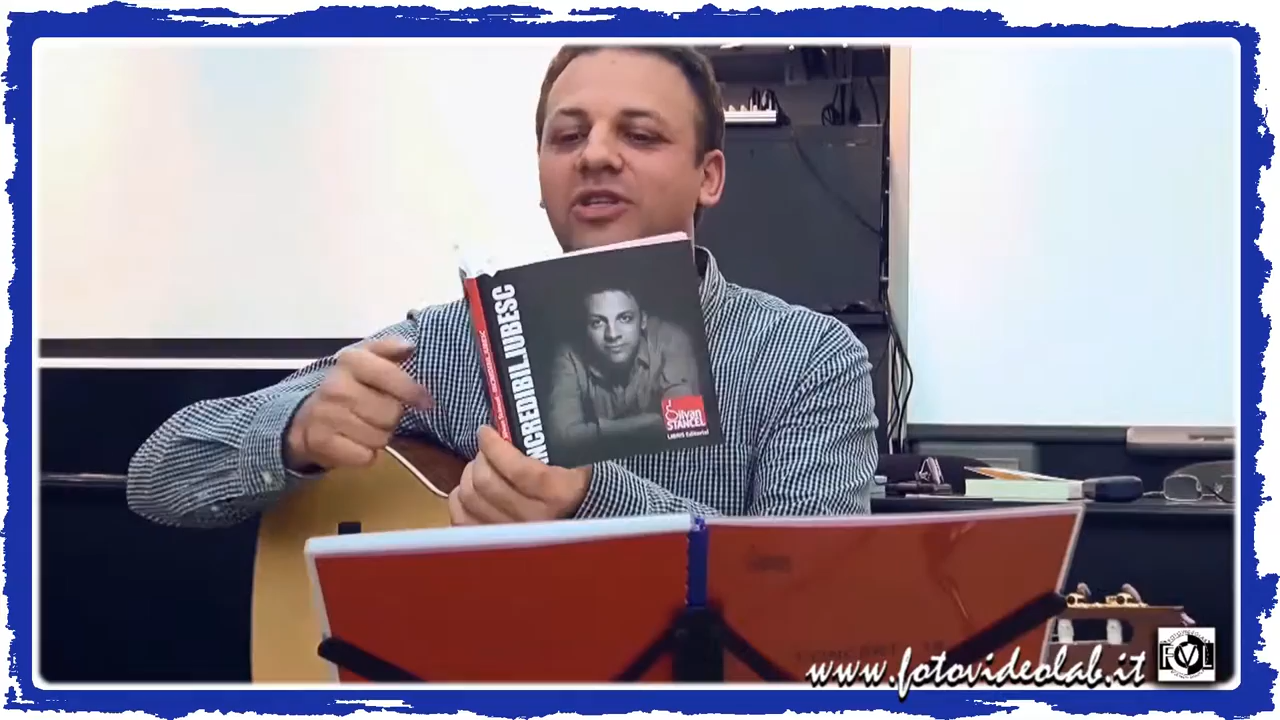 INCREDIBIL, IUBESC
silvan
STANCEL
LIBRIS Editorial
www.fotovideolab.it
FVL